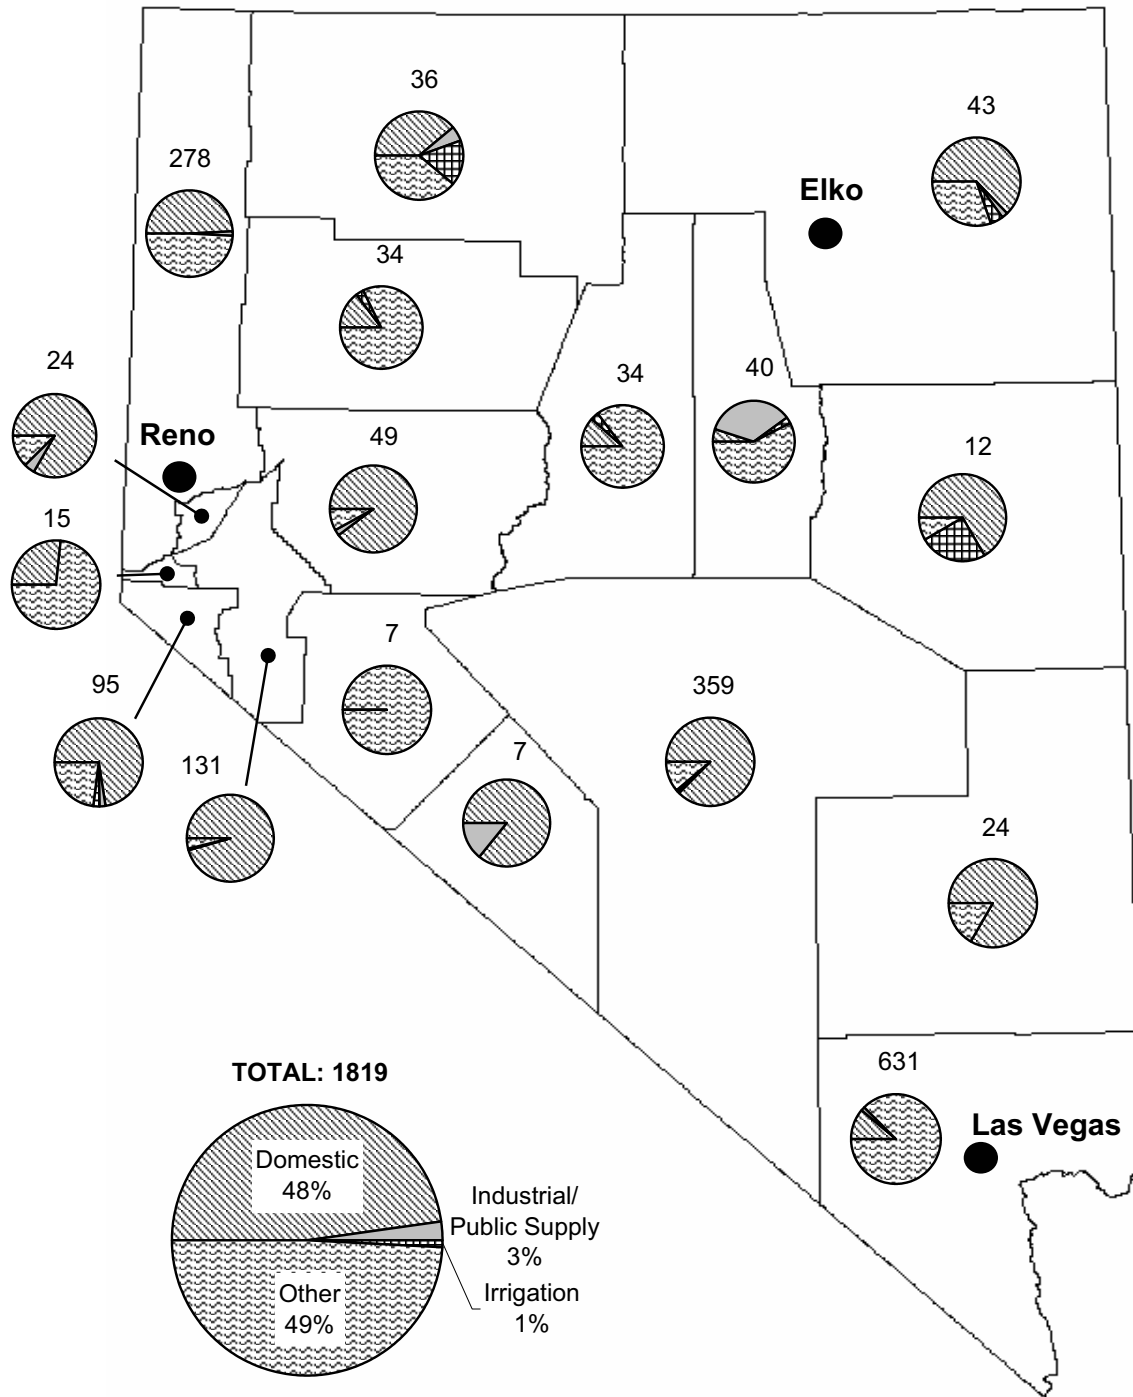 36
43
278
Elko
34
24
34
40
Reno
49
12
15
7
95
359
7
131
24
631
TOTAL: 1819
Las Vegas
Domestic
48%
Industrial/
Public Supply
3%
Other
49%
Irrigation
1%